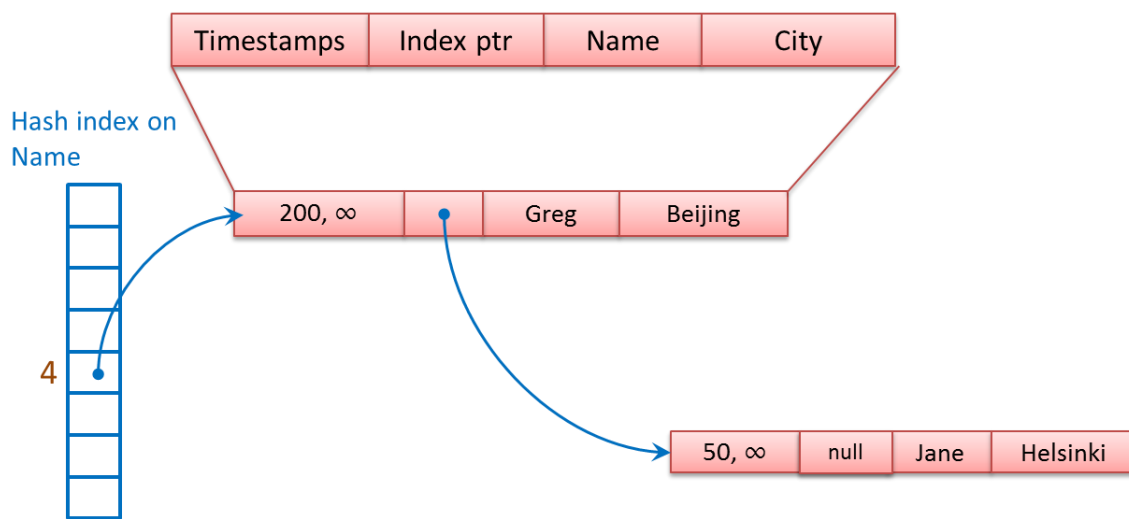 Timestamps Index ptr Name City
Hash index on
Name
200, ∞ Greg Beijing
4
50, ∞ null Jane Helsinki